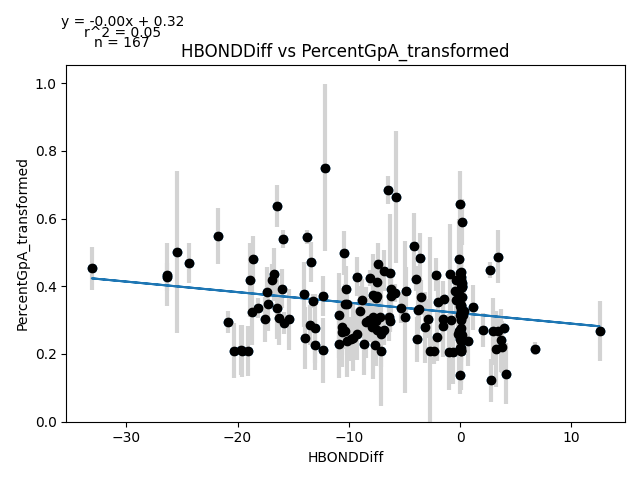 y = -0.00x + 0.32
r^2 = 0.05
n = 167
HBONDDiff vs PercentGpA_transformed
PercentGpA_transformed
1.0
0.8
0.6
0.4
0.2
0.0
−30
−20
−10
0
10
HBONDDiff